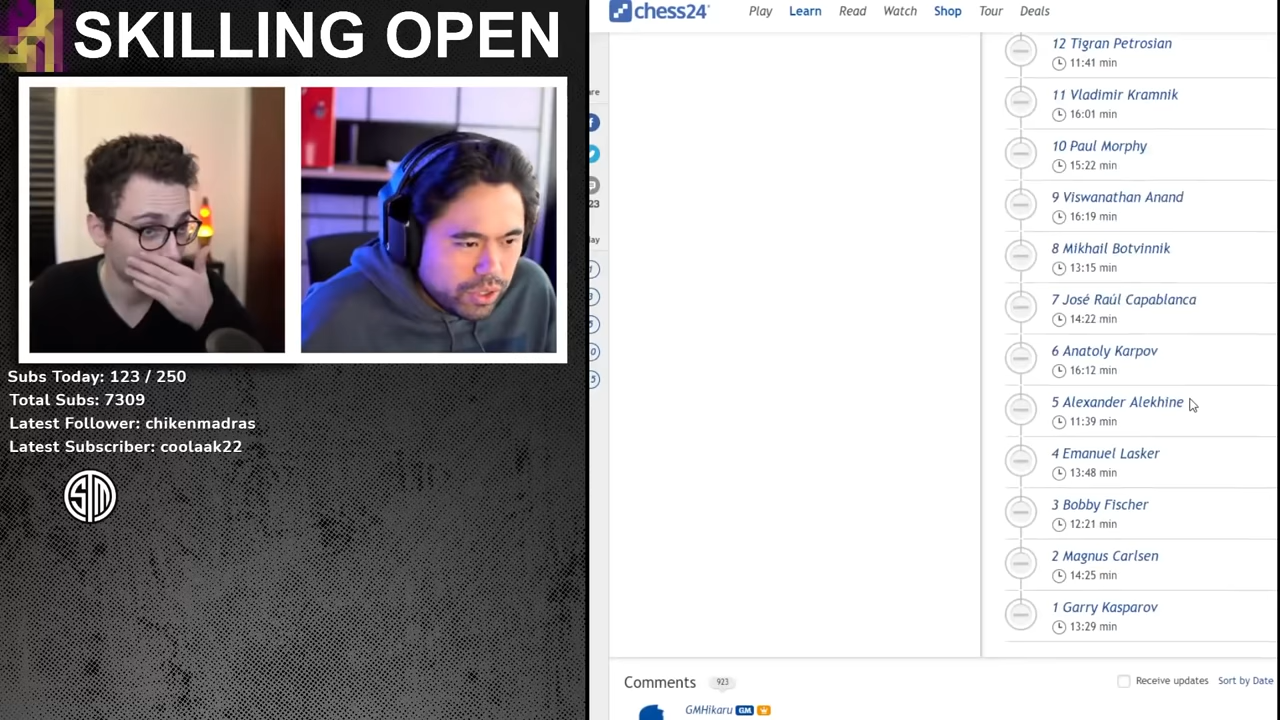 SKILLING OPEN
Subs Today: 123 / 250
Total Subs: 7309
Latest Follower: chikenmadras
Latest Subscriber: coolaak22
TSM
chess24
Play Learn Read Watch Shop Tour Deals
are
23
lay
12 Tigran Petrosian
11:41 min
11 Vladimir Kramnik
16:01 min
10 Paul Morphy
15:22 min
9 Viswanathan Anand
16:19 min
8 Mikhail Botvinnik
13:15 min
7 José Raúl Capablanca
14:22 min
6 Anatoly Karpov
16:12 min
5 Alexander Alekhine
11:39 min
4 Emanuel Lasker
13:48 min
3 Bobby Fischer
12:21 min
2 Magnus Carlsen
14:25 min
1 Garry Kasparov
13:29 min
Comments 923
Receive updates Sort by Date
GMHikaru GM